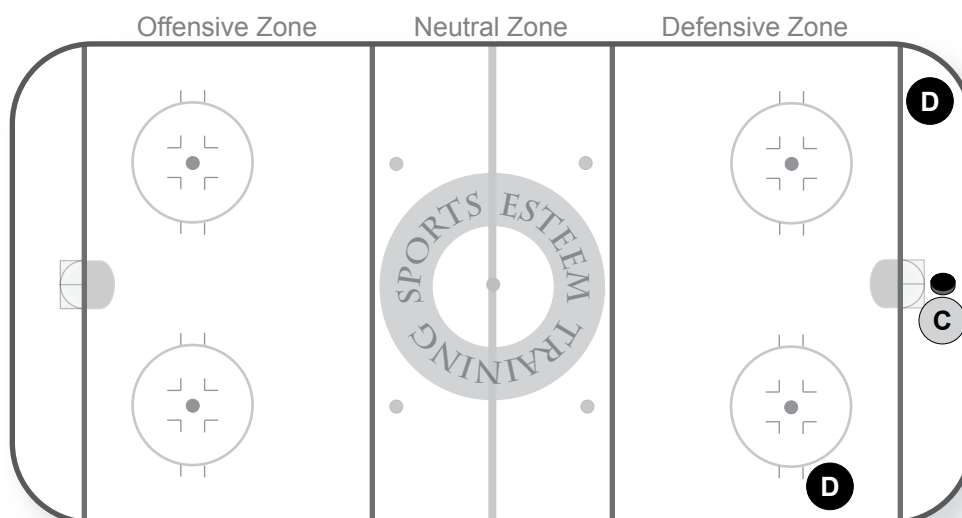 Offensive Zone Neutral Zone Defensive Zone
D
SPORTS ESTEEM
TRAINING
C
D